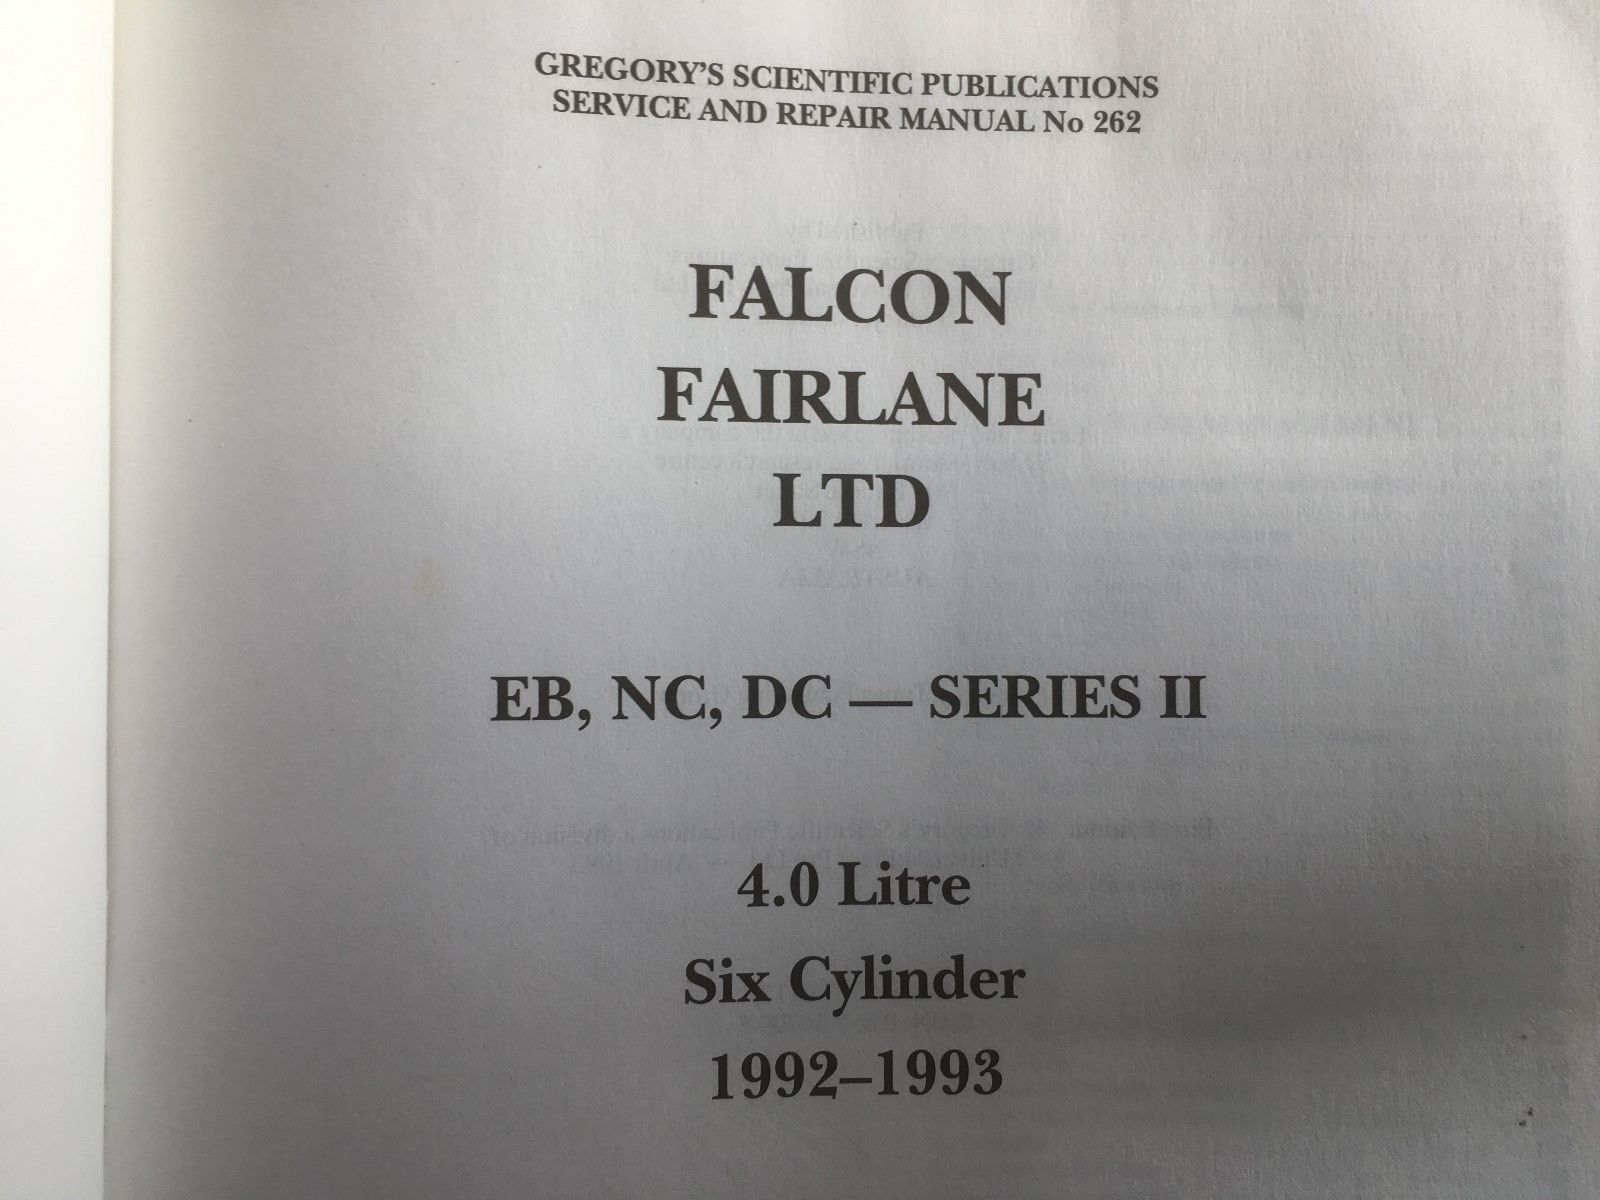 GREGORY'S SCIENTIFIC PUBLICATIONS
SERVICE AND REPAIR MANUAL No 262
FALCON
FAIRLANE
LTD
EB, NC, DC — SERIES II
4.0 Litre
Six Cylinder
1992–1993